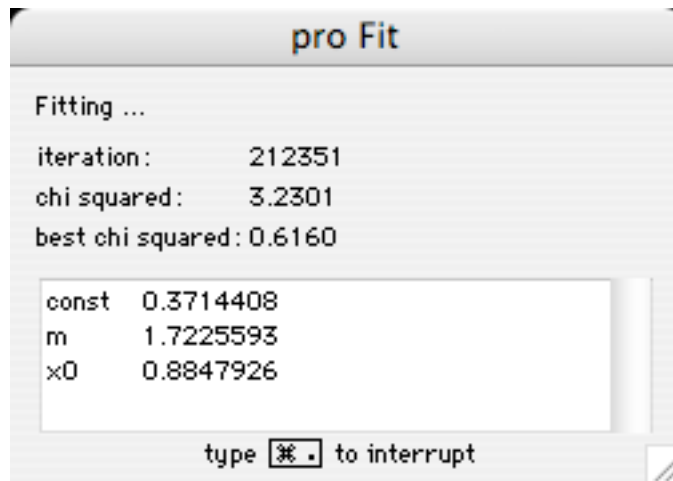 pro Fit
Fitting ...
iteration: 212351
chi squared: 3.2301
best chi squared: 0.6160
const 0.3714408
m 1.7225593
x0 0.8847926
type ⌘ . to interrupt